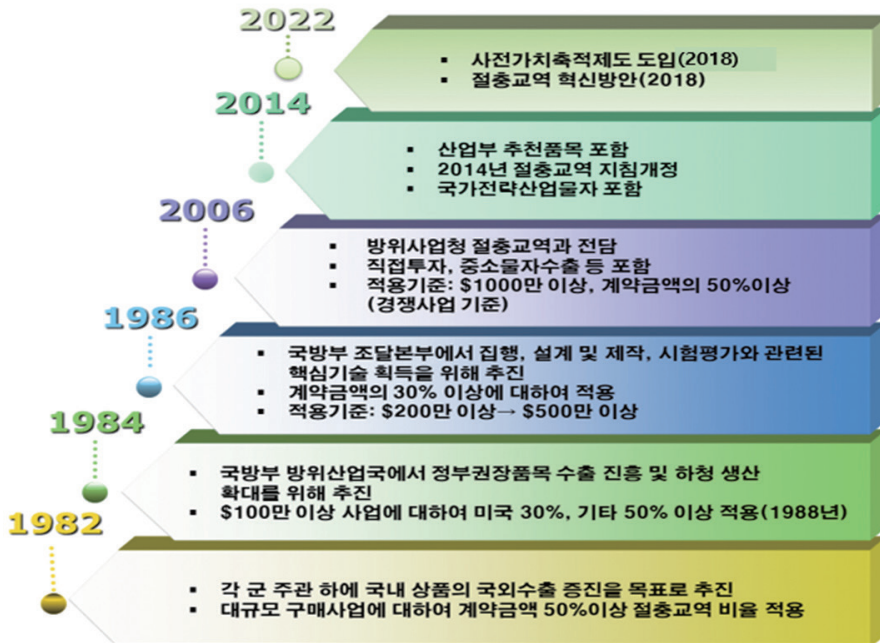 2022
▪ 사전가치축적제도 도입(2018)
▪ 절충교역 혁신방안(2018)
2014
▪ 산업부 추천품목 포함
▪ 2014년 절충교역 지침개정
▪ 국가전략산업물자 포함
2006
▪ 방위사업청 절충교역과 전담
▪ 직접투자, 중소물자수출 등 포함
▪ 적용기준: $1000만 이상, 계약금액의 50%이상
(경쟁사업 기준)
1986
▪ 국방부 조달본부에서 집행, 설계 및 제작, 시험평가와 관련된
핵심기술 획득을 위해 추진
▪ 계약금액의 30% 이상에 대하여 적용
▪ 적용기준: $200만 이상→ $500만 이상
1984
▪ 국방부 방위산업국에서 정부권장품목 수출 진흥 및 하청 생산
확대를 위해 추진
▪ $100만 이상 사업에 대하여 미국 30%, 기타 50% 이상 적용(1988년)
1982
▪ 각 군 주관 하에 국내 상품의 국외수출 증진을 목표로 추진
▪ 대규모 구매사업에 대하여 계약금액 50%이상 절충교역 비율 적용